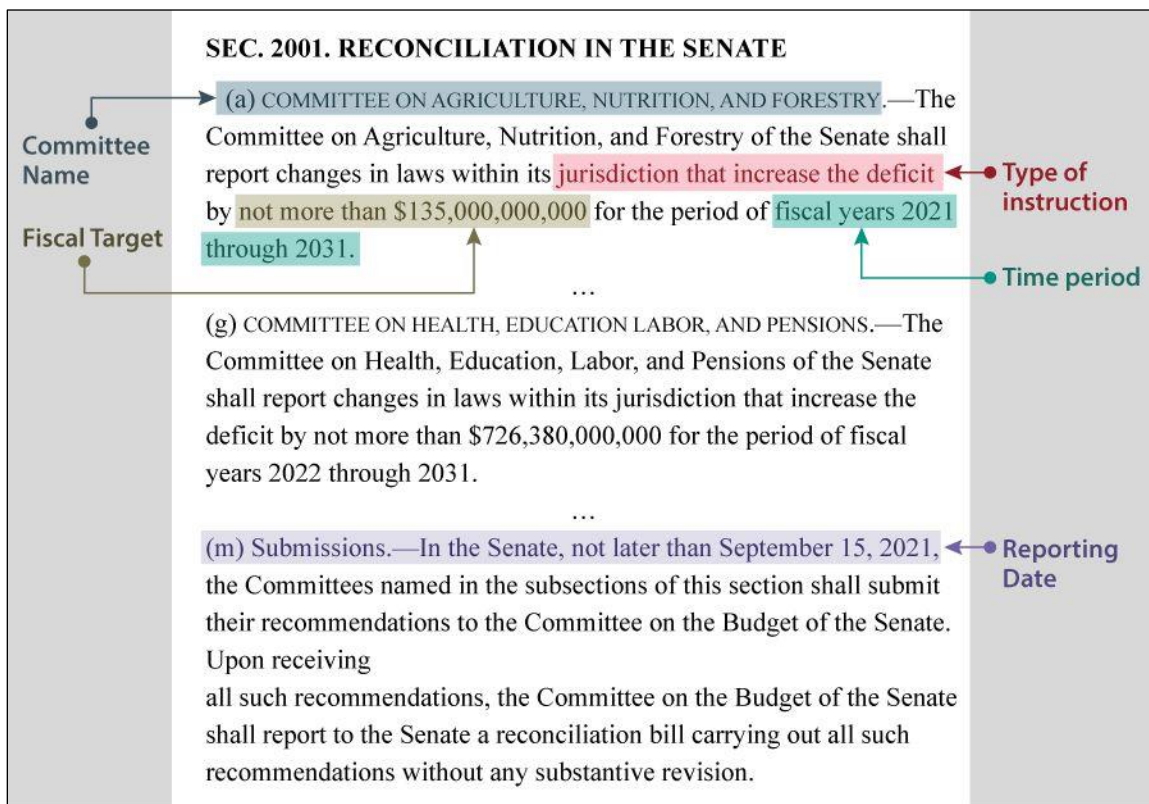 SEC. 2001. RECONCILIATION IN THE SENATE
(a) COMMITTEE ON AGRICULTURE, NUTRITION, AND FORESTRY.—The
Committee on Agriculture, Nutrition, and Forestry of the Senate shall
report changes in laws within its jurisdiction that increase the deficit
by not more than $135,000,000,000 for the period of fiscal years 2021
through 2031.
...
(g) COMMITTEE ON HEALTH, EDUCATION LABOR, AND PENSIONS.—The
Committee on Health, Education, Labor, and Pensions of the Senate
shall report changes in laws within its jurisdiction that increase the
deficit by not more than $726,380,000,000 for the period of fiscal
years 2022 through 2031.
...
(m) Submissions.—In the Senate, not later than September 15, 2021,
the Committees named in the subsections of this section shall submit
their recommendations to the Committee on the Budget of the Senate.
Upon receiving
all such recommendations, the Committee on the Budget of the Senate
shall report to the Senate a reconciliation bill carrying out all such
recommendations without any substantive revision.
Committee
Name
Fiscal Target
Type of
instruction
Time period
Reporting
Date